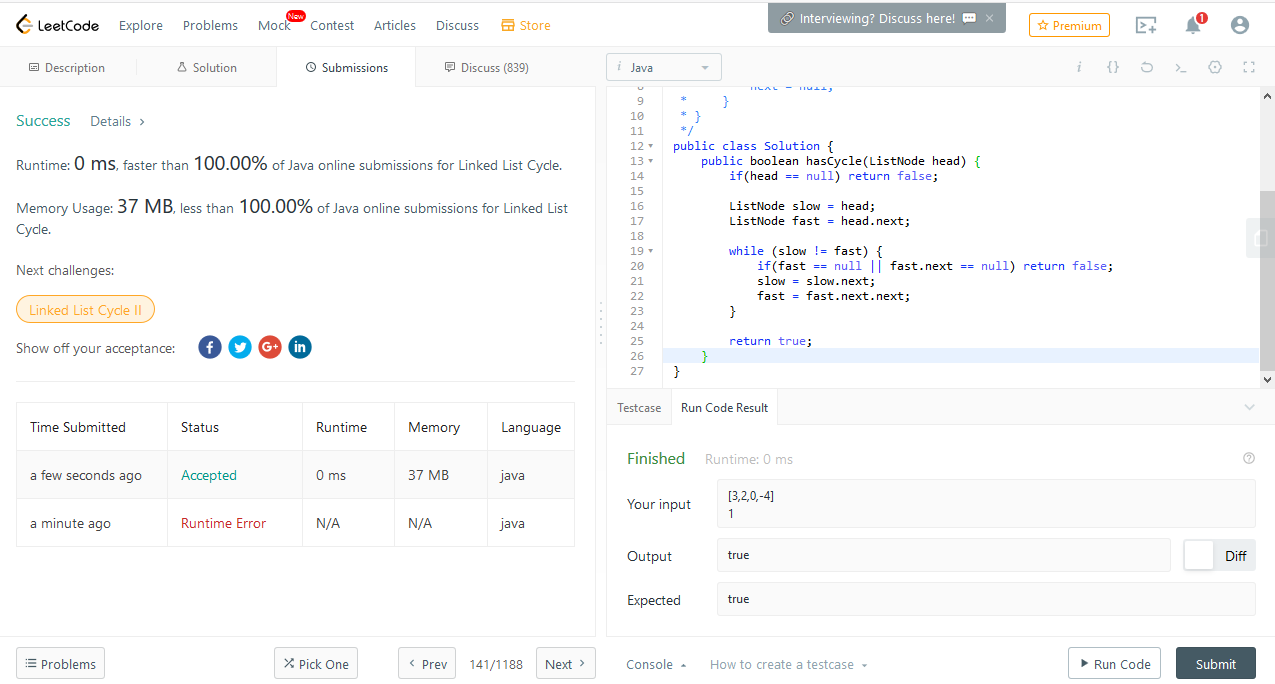 LeetCode Explore Problems Mock New Contest Articles Discuss Store Interviewing? Discuss here! × Premium 1
Description Solution Submissions Discuss (839)
Success Details >
Runtime: 0 ms, faster than 100.00% of Java online submissions for Linked List Cycle.
Memory Usage: 37 MB, less than 100.00% of Java online submissions for Linked List
Cycle.
Next challenges:
Linked List Cycle II
Show off your acceptance: f G+ in
Time Submitted Status Runtime Memory Language
a few seconds ago Accepted 0 ms 37 MB java
a minute ago Runtime Error N/A N/A java
Problems Pick One < Prev 141/1188 Next >
i Java i {}
8 next = null;
9 * }
10 * }
11 */
12 public class Solution {
13 public boolean hasCycle(ListNode head) {
14 if(head == null) return false;
15
16 ListNode slow = head;
17 ListNode fast = head.next;
18
19 while (slow != fast) {
20 if(fast == null || fast.next == null) return false;
21 slow = slow.next;
22 fast = fast.next.next;
23 }
24
25 return true;
26 }
27 }
Testcase Run Code Result
Finished Runtime: 0 ms ?
Your input
[3,2,0,-4]
1
Output true Diff
Expected true
Console How to create a testcase Run Code Submit